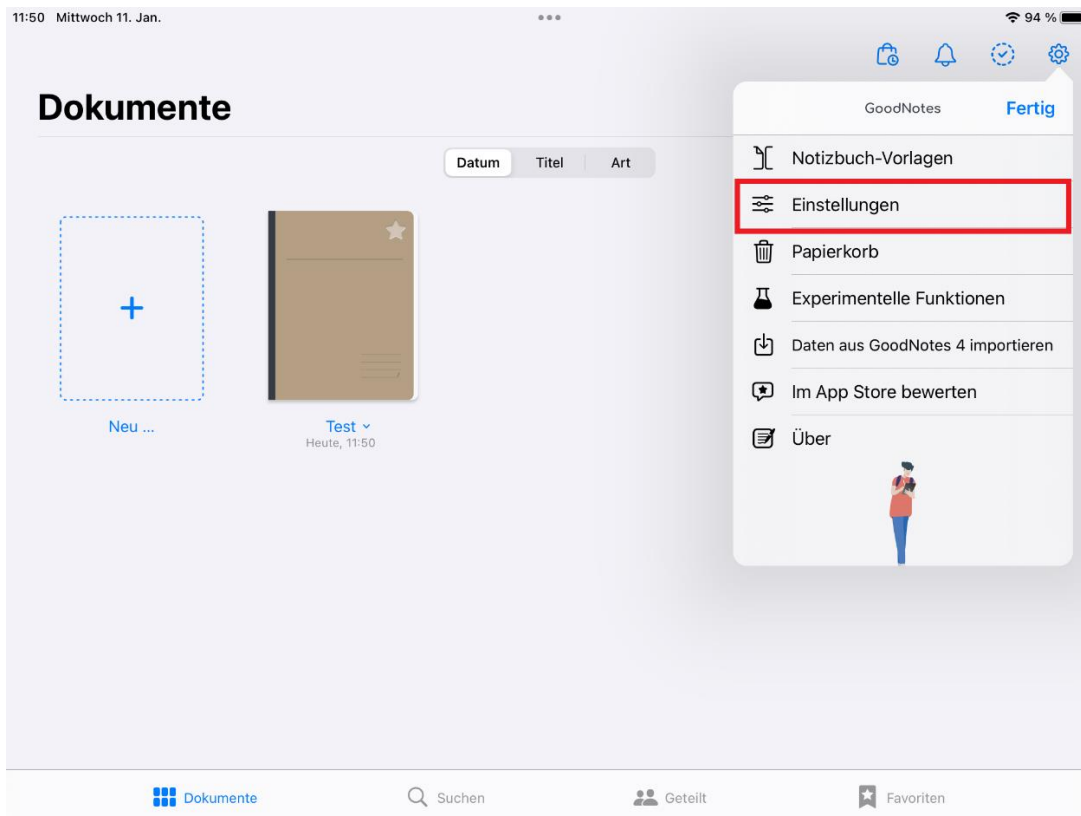 11:50 Mittwoch 11. Jan.
94 %
Dokumente
GoodNotes
Fertig
Datum Titel Art
Notizbuch-Vorlagen
Einstellungen
Papierkorb
Experimentelle Funktionen
Daten aus GoodNotes 4 importieren
Im App Store bewerten
Über
Neu ...
Test
Heute, 11:50
Dokumente Suchen Geteilt Favoriten